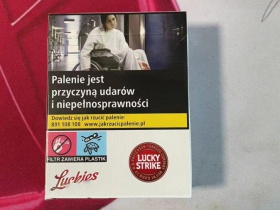 Palenie jest
przyczyną udarów
i niepełnosprawności
Dowiedz się jak rzucić palenie:
801 108 108 www.jakrzucicpalenie.pl
FILTR ZAWIERA PLASTIK
LUCKY
STRIKE
Luckies